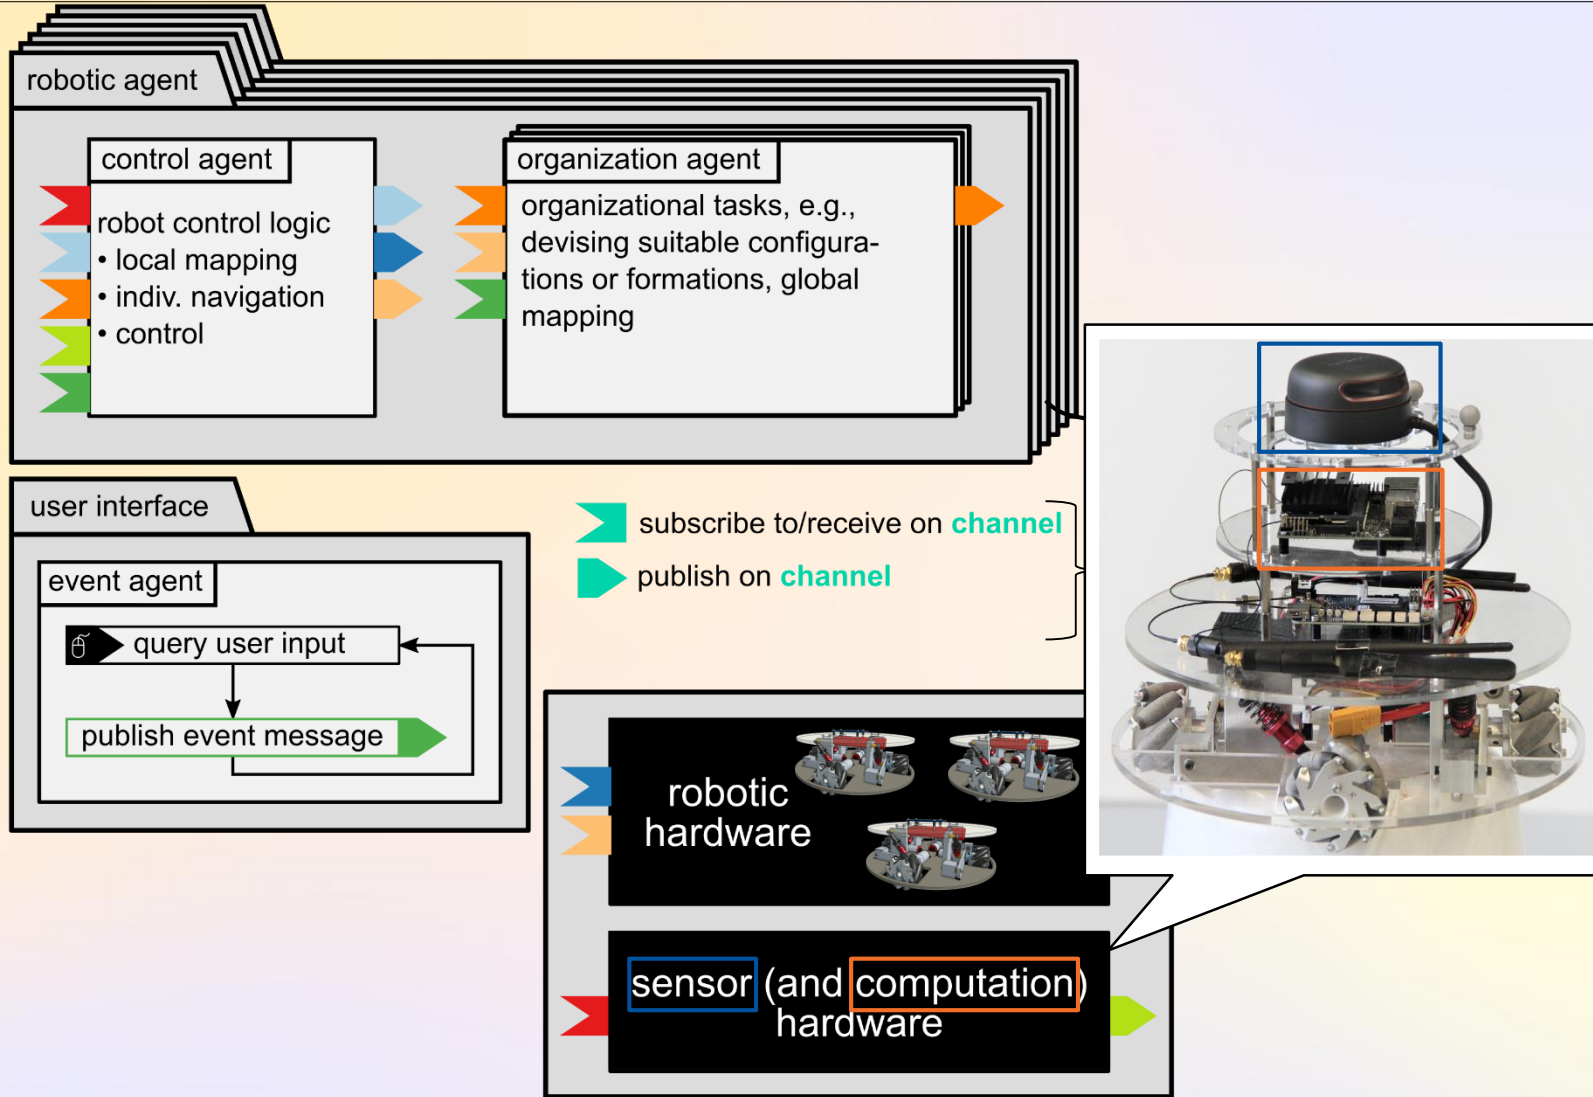 robotic agent
control agent
robot control logic
• local mapping
• indiv. navigation
• control
organization agent
organizational tasks, e.g.,
devising suitable configura-
tions or formations, global
mapping
user interface
event agent
query user input
publish event message
subscribe to/receive on channel
publish on channel
robotic
hardware
sensor (and computation)
hardware